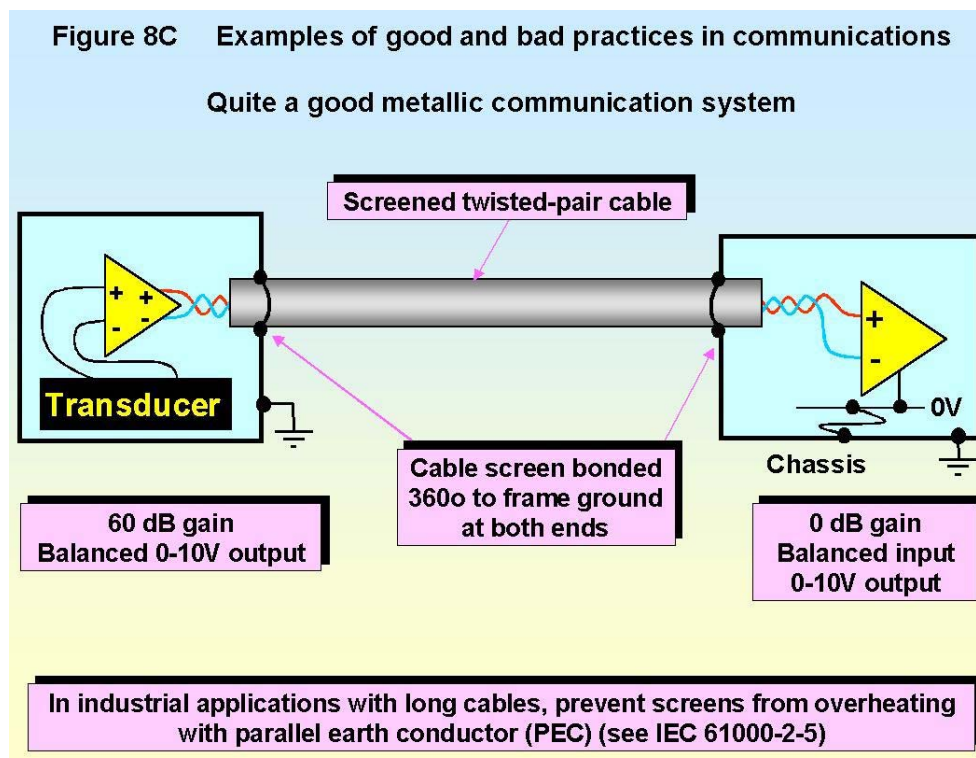 Figure 8C Examples of good and bad practices in communications
Quite a good metallic communication system
Screened twisted-pair cable
+ +
- -
Transducer
+
-
0V
Chassis
Cable screen bonded
360o to frame ground
at both ends
60 dB gain
Balanced 0-10V output
0 dB gain
Balanced input
0-10V output
In industrial applications with long cables, prevent screens from overheating
with parallel earth conductor (PEC) (see IEC 61000-2-5)